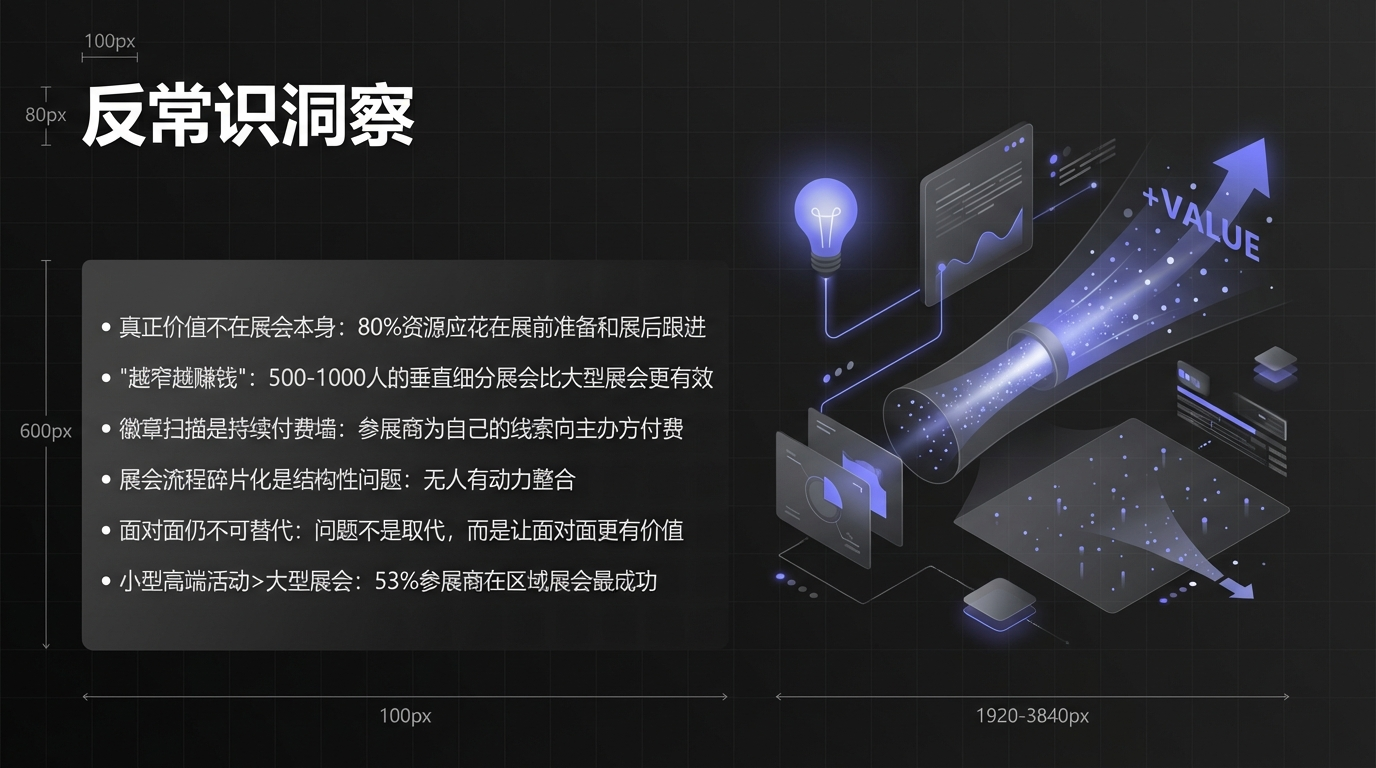 100px
80px
反常识洞察
600px
• 真正价值不在展会本身：80%资源应花在展前准备和展后跟进
• "越窄越赚钱"：500-1000人的垂直细分展会比大型展会更有效
• 徽章扫描是持续付费墙：参展商为自己的线索向主办方付费
• 展会流程碎片化是结构性问题：无人有动力整合
• 面对面仍不可替代：问题不是取代，而是让面对面更有价值
• 小型高端活动>大型展会：53%参展商在区域展会最成功
+VALUE
100px
1920-3840px